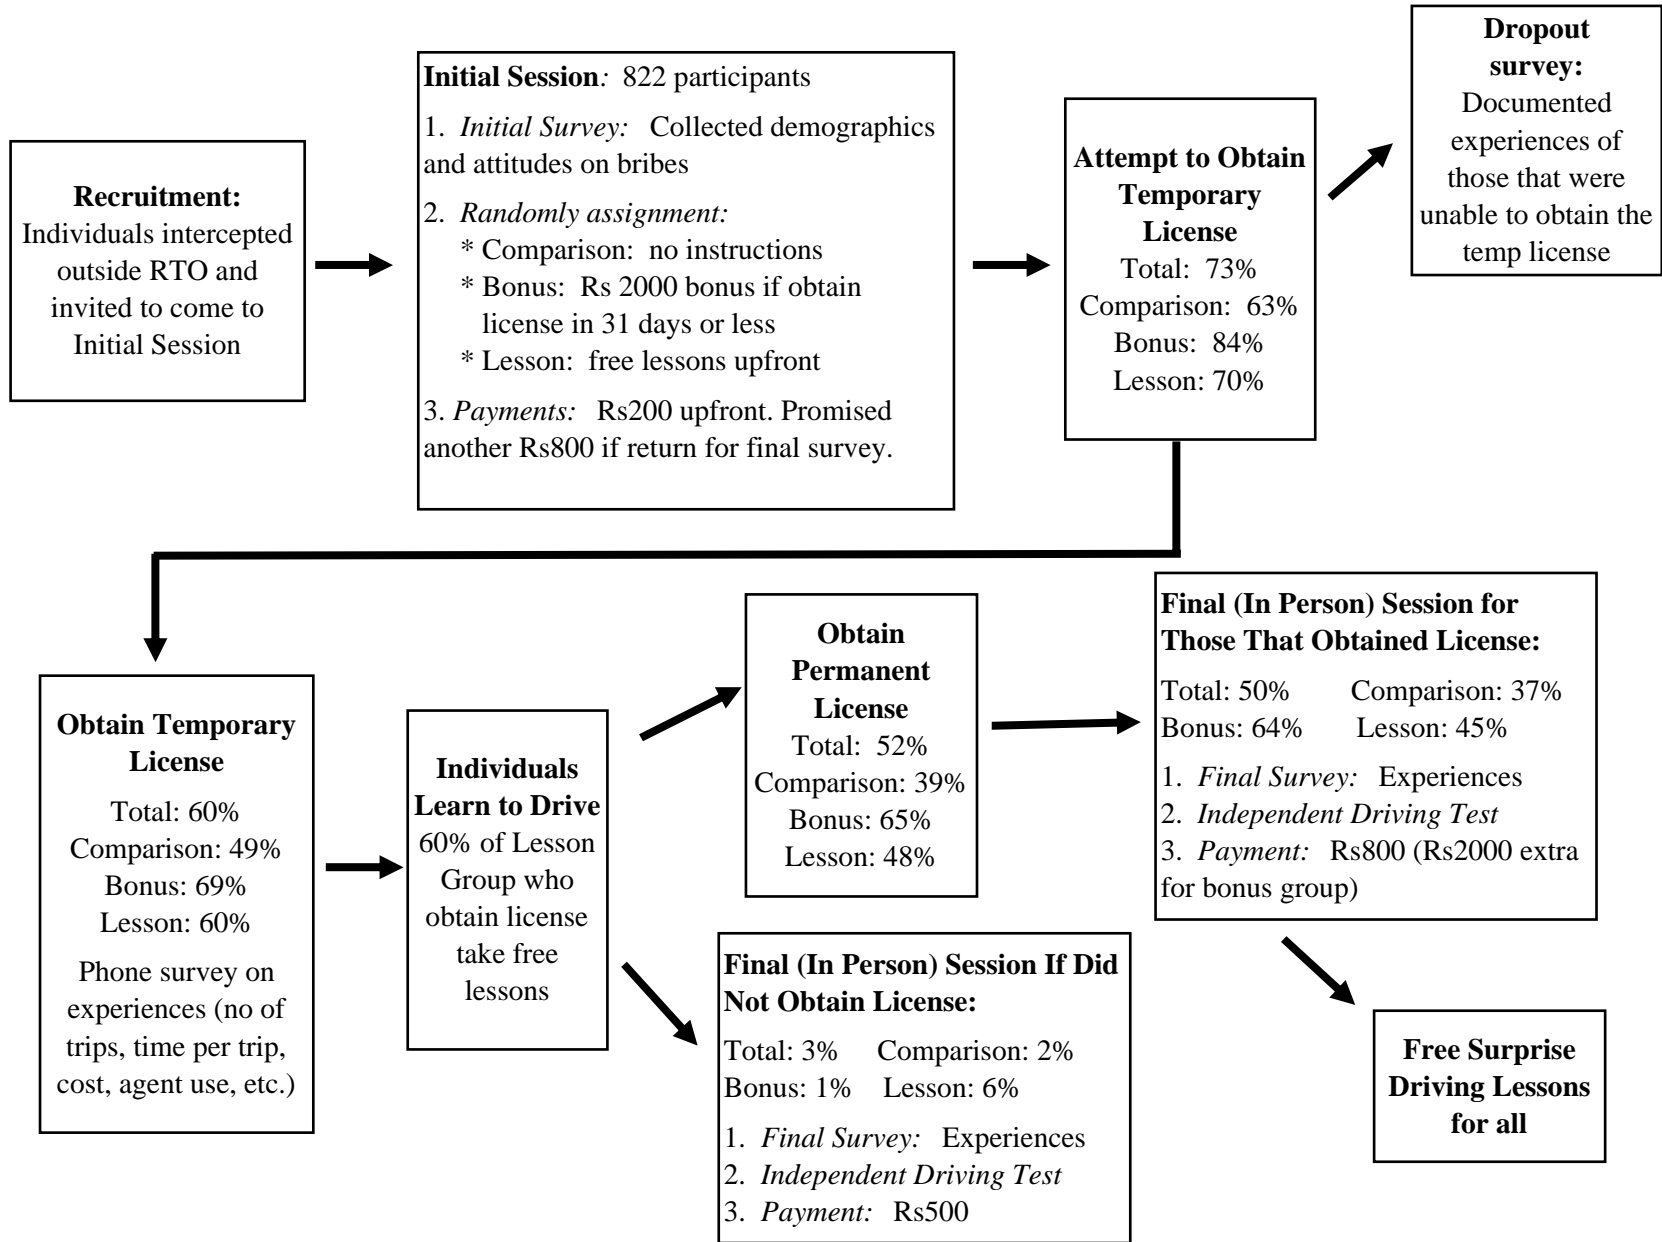 Recruitment:
Individuals intercepted
outside RTO and
invited to come to
Initial Session
Initial Session: 822 participants
1. Initial Survey: Collected demographics
and attitudes on bribes
2. Randomly assignment:
* Comparison: no instructions
* Bonus: Rs 2000 bonus if obtain
license in 31 days or less
* Lesson: free lessons upfront
3. Payments: Rs200 upfront. Promised
another Rs800 if return for final survey.
Attempt to Obtain
Temporary
License
Total: 73%
Comparison: 63%
Bonus: 84%
Lesson: 70%
Dropout
survey:
Documented
experiences of
those that were
unable to obtain the
temp license
Obtain Temporary
License
Total: 60%
Comparison: 49%
Bonus: 69%
Lesson: 60%
Phone survey on
experiences (no of
trips, time per trip,
cost, agent use, etc.)
Individuals
Learn to Drive
60% of Lesson
Group who
obtain license
take free
lessons
Obtain
Permanent
License
Total: 52%
Comparison: 39%
Bonus: 65%
Lesson: 48%
Final (In Person) Session for
Those That Obtained License:
Total: 50% Comparison: 37%
Bonus: 64% Lesson: 45%
1. Final Survey: Experiences
2. Independent Driving Test
3. Payment: Rs800 (Rs2000 extra
for bonus group)
Final (In Person) Session If Did
Not Obtain License:
Total: 3% Comparison: 2%
Bonus: 1% Lesson: 6%
1. Final Survey: Experiences
2. Independent Driving Test
3. Payment: Rs500
Free Surprise
Driving Lessons
for all